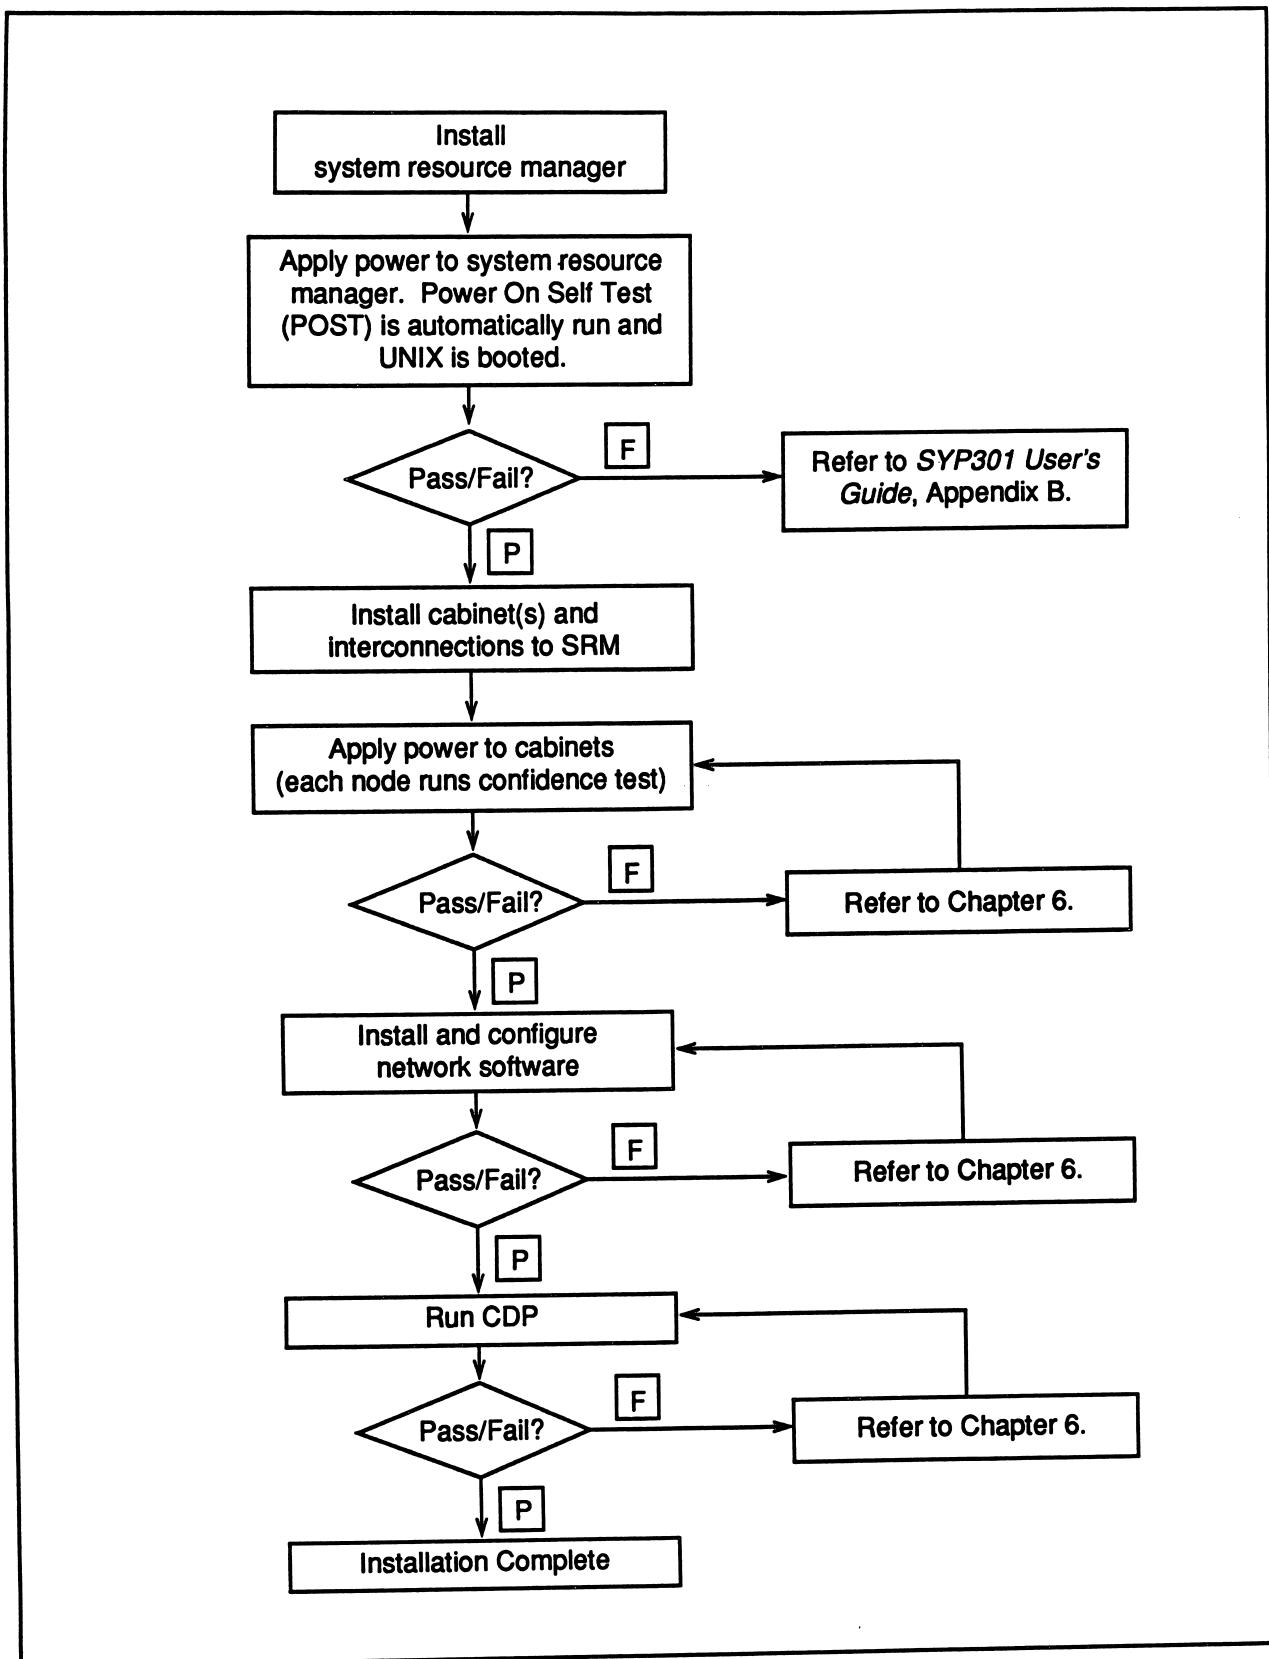 Install
system resource manager
Apply power to system resource
manager. Power On Self Test
(POST) is automatically run and
UNIX is booted.
Pass/Fail?
F
Refer to SYP301 User's
Guide, Appendix B.
P
Install cabinet(s) and
interconnections to SRM
Apply power to cabinets
(each node runs confidence test)
Pass/Fail?
F
Refer to Chapter 6.
P
Install and configure
network software
Pass/Fail?
F
Refer to Chapter 6.
P
Run CDP
Pass/Fail?
F
Refer to Chapter 6.
P
Installation Complete